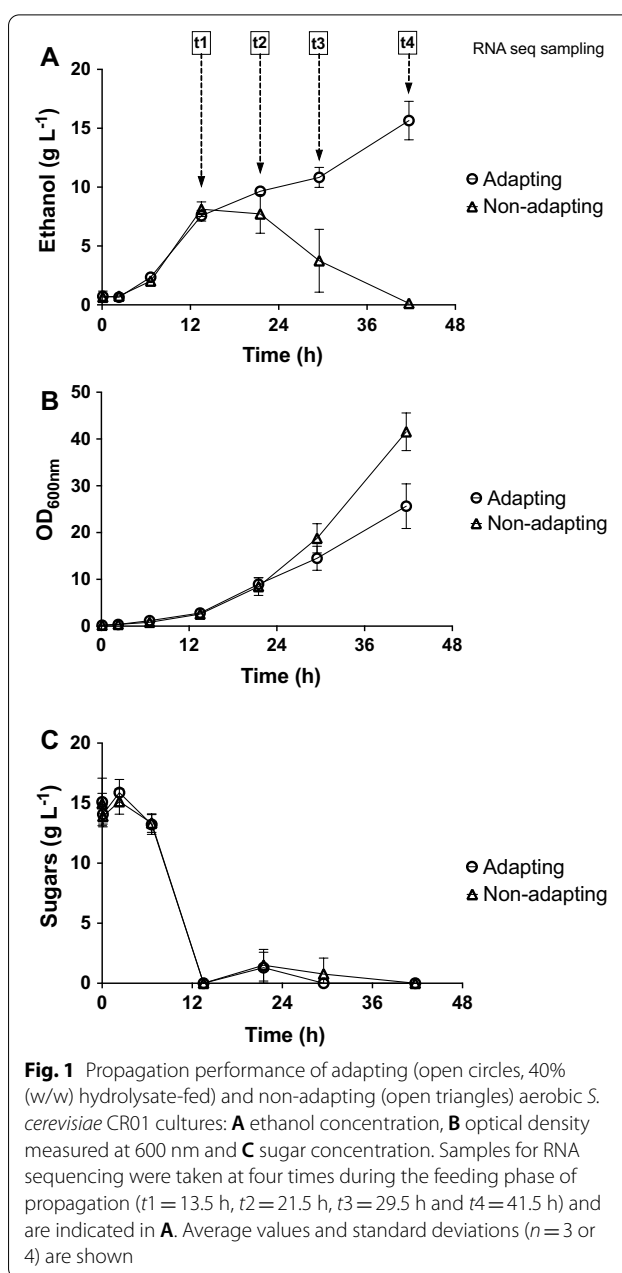 t1 t2 t3 t4 RNA seq sampling
A
20
15
10
5
0
Ethanol (g L-1)
0 12 24 36 48
Time (h)
Adapting
Non-adapting
B
50
40
30
20
10
0
OD600nm
0 12 24 36 48
Time (h)
Adapting
Non-adapting
C
20
15
10
5
0
Sugars (g L-1)
0 12 24 36 48
Time (h)
Adapting
Non-adapting
Fig. 1 Propagation performance of adapting (open circles, 40%
(w/w) hydrolysate-fed) and non-adapting (open triangles) aerobic S.
cerevisiae CR01 cultures: A ethanol concentration, B optical density
measured at 600 nm and C sugar concentration. Samples for RNA
sequencing were taken at four times during the feeding phase of
propagation (t1 = 13.5 h, t2 = 21.5 h, t3 = 29.5 h and t4 = 41.5 h) and
are indicated in A. Average values and standard deviations (n = 3 or
4) are shown